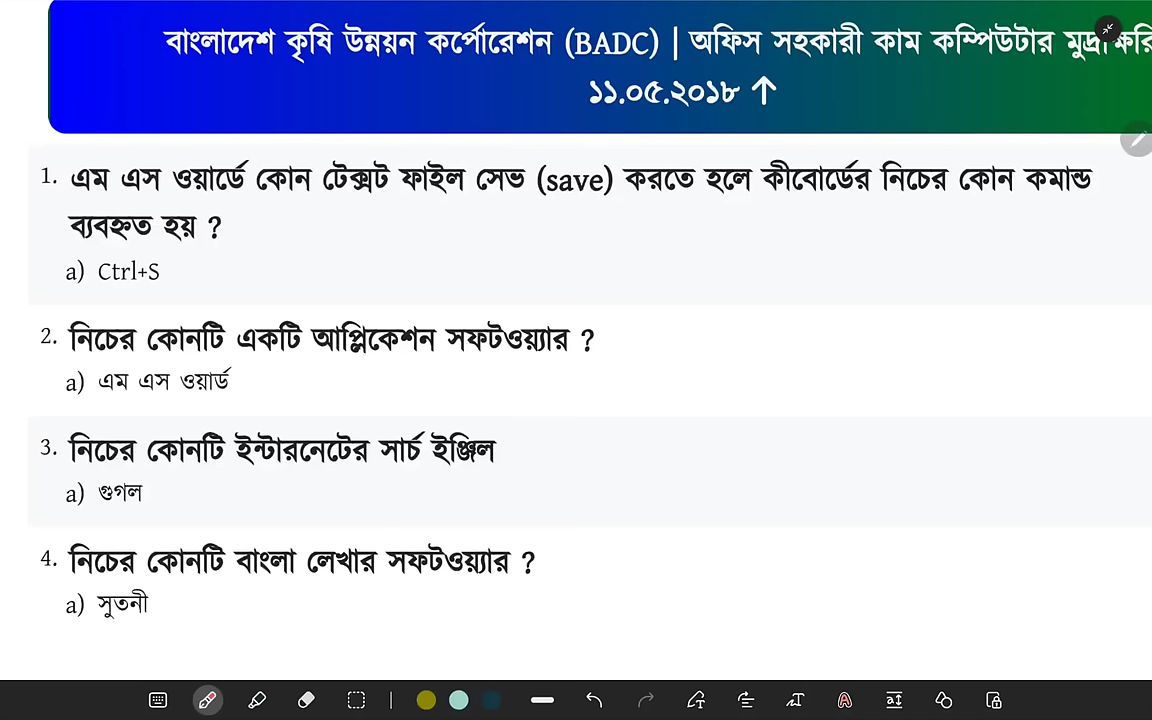 বাংলাদেশ কৃষি উন্নয়ন কর্পোরেশন (BADC) | অফিস সহকারী কাম কম্পিউটার
১১.০৫.২০১৮ ↑
1. এম এস ওয়ার্ডে কোন টেক্সট ফাইল সেভ (save) করতে হলে কীবোর্ডের নিচের কোন কমান্ড
ব্যবহৃত হয় ?
a) Ctrl+S
2. নিচের কোনটি একটি আপ্লিকেশন সফটওয়্যার ?
a) এম এস ওয়ার্ড
3. নিচের কোনটি ইন্টারনেটের সার্চ ইঞ্জিল
a) গুগল
4. নিচের কোনটি বাংলা লেখার সফটওয়্যার ?
a) সুতনী